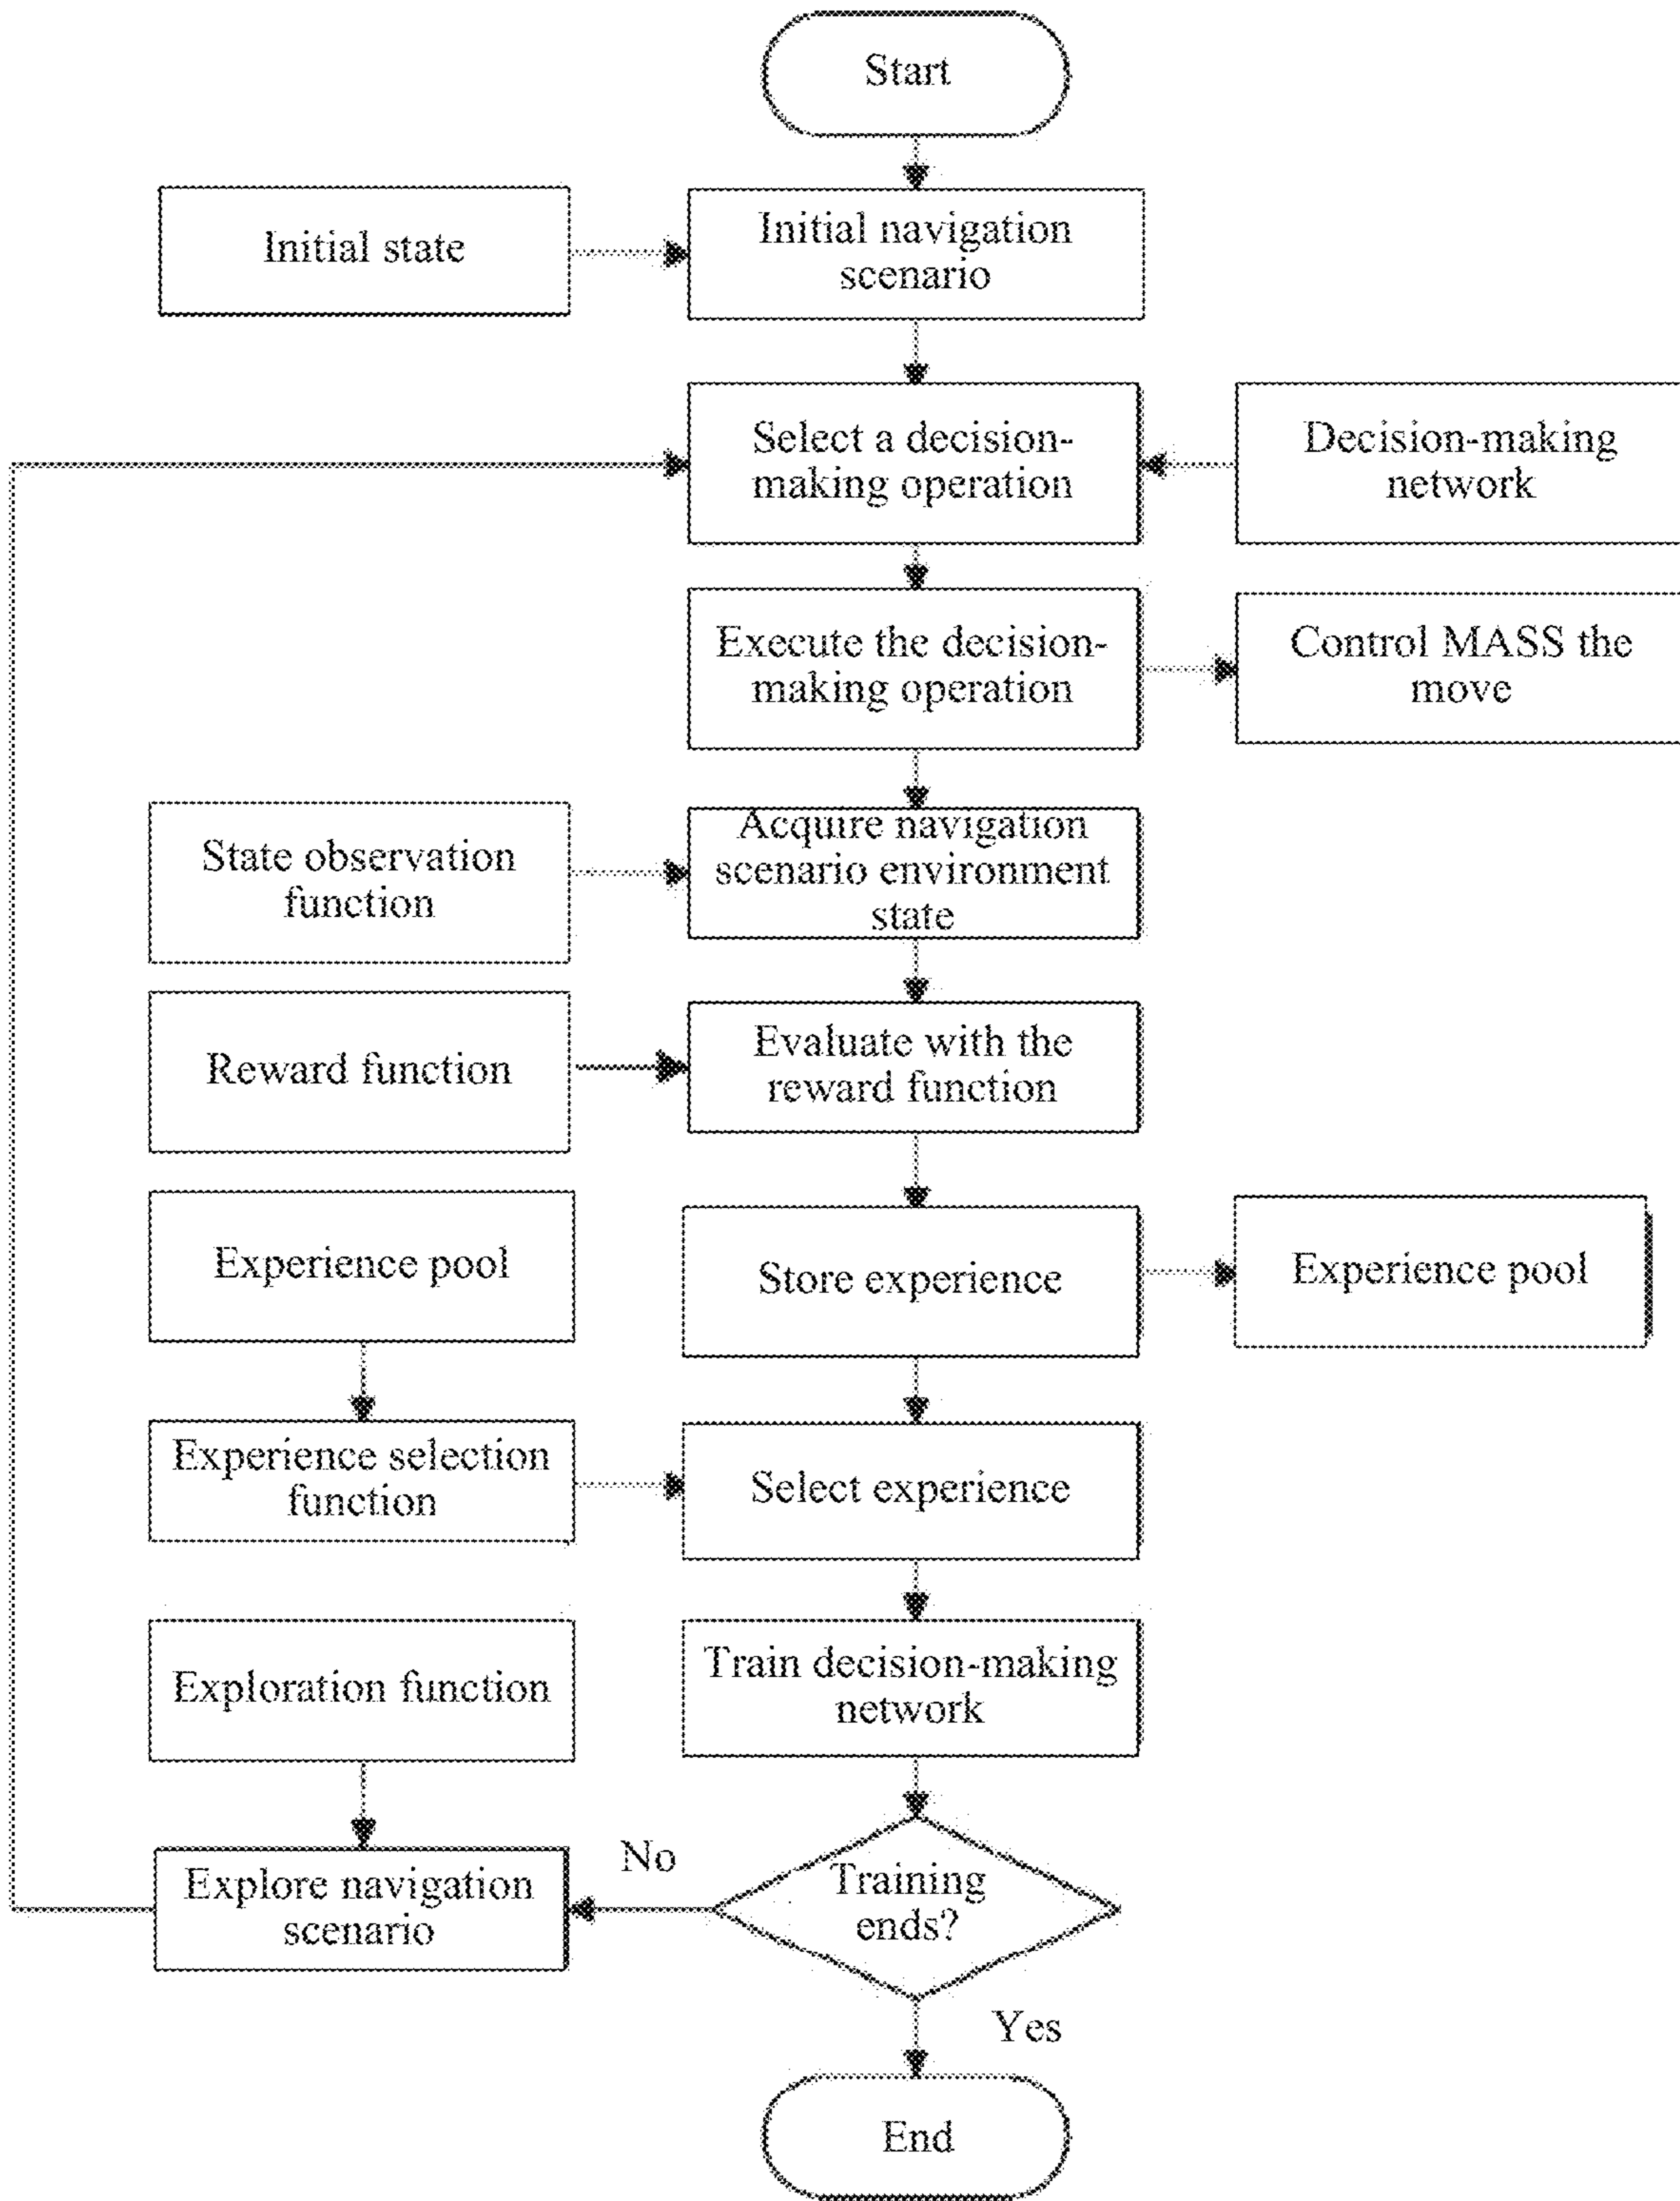 Start
Initial state
Initial navigation
scenario
Select a decision-
making operation
Decision-making
network
Execute the decision-
making operation
Control MASS the
move
State observation
function
Acquire navigation
scenario environment
state
Reward function
Evaluate with the
reward function
Experience pool
Store experience
Experience pool
Experience selection
function
Select experience
Exploration function
Train decision-making
network
Explore navigation
scenario
No
Training
ends?
Yes
End